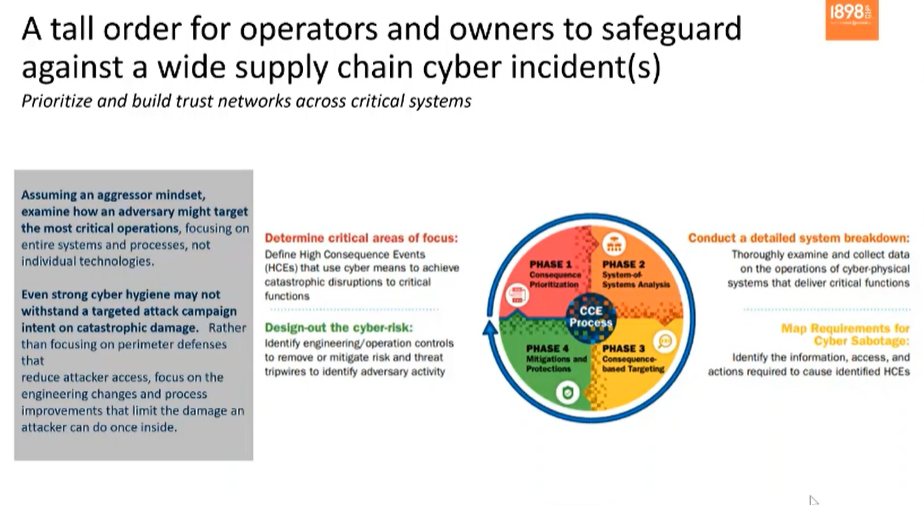 A tall order for operators and owners to safeguard
against a wide supply chain cyber incident(s)
Prioritize and build trust networks across critical systems
1898
Assuming an aggressor mindset,
examine how an adversary might target
the most critical operations, focusing on
entire systems and processes, not
individual technologies.
Even strong cyber hygiene may not
withstand a targeted attack campaign
intent on catastrophic damage. Rather
than focusing on perimeter defenses
that
reduce attacker access, focus on the
engineering changes and process
improvements that limit the damage an
attacker can do once inside.
Determine critical areas of focus:
Define High Consequence Events
(HCEs) that use cyber means to achieve
catastrophic disruptions to critical
functions
Design-out the cyber-risk:
Identify engineering/operation controls
to remove or mitigate risk and threat
tripwires to identify adversary activity
PHASE 1
Consequence
Prioritization
PHASE 2
System-of-
Systems Analysis
CCE
Process
PHASE 4
Mitigations and
Protections
PHASE 3
Consequence-
based Targeting
Conduct a detailed system breakdown:
Thoroughly examine and collect data
on the operations of cyber-physical
systems that deliver critical functions
Map Requirements for
Cyber Sabotage:
Identify the information, access, and
actions required to cause identified HCEs